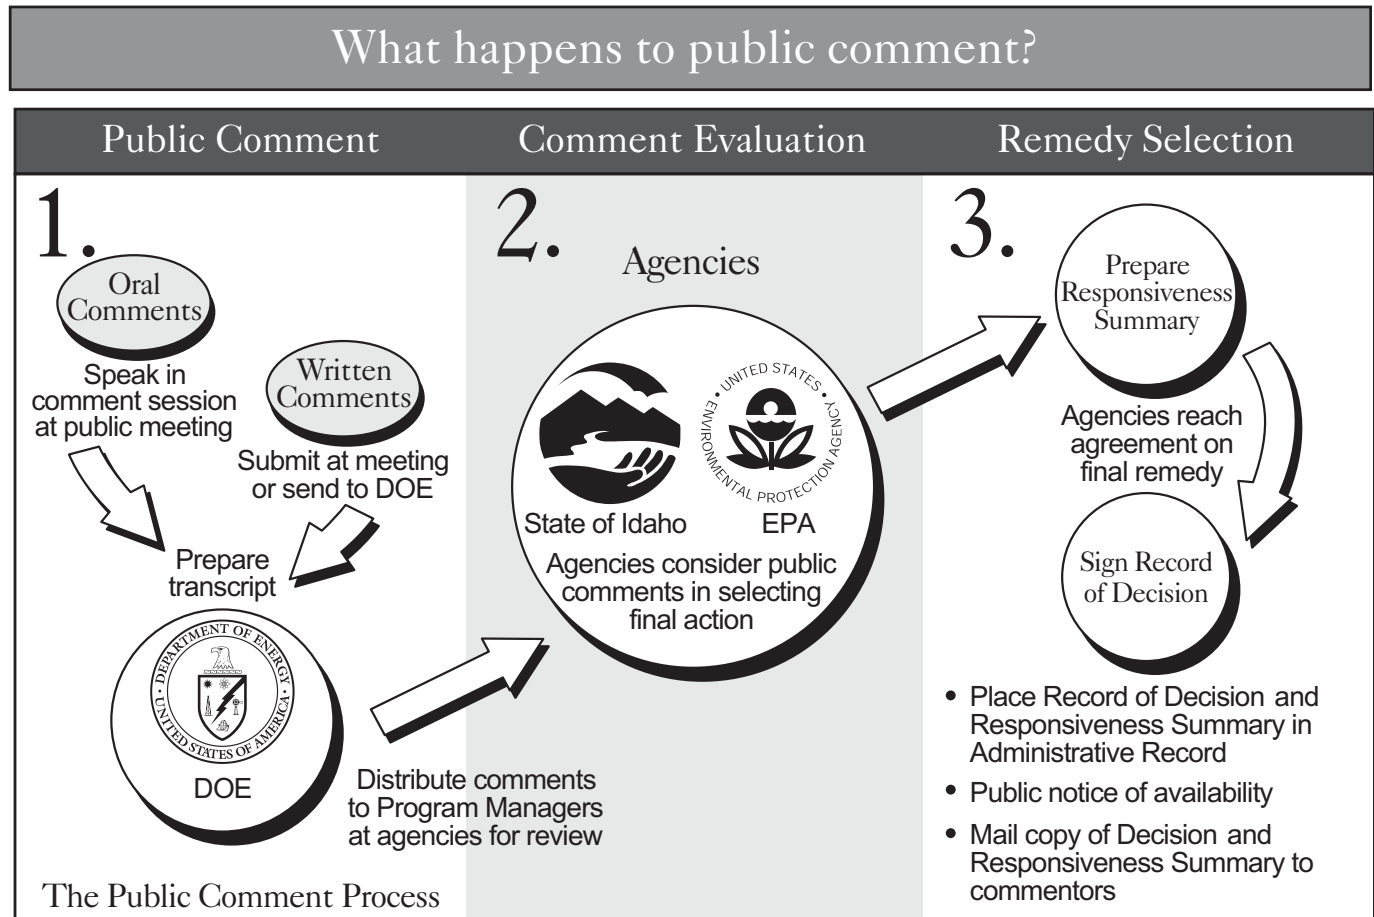 What happens to public comment?
Public Comment
Comment Evaluation
Remedy Selection
1.
Oral
Comments
Speak in
comment session
at public meeting
Written
Comments
Submit at meeting
or send to DOE
Prepare
transcript
DEPARTMENT OF ENERGY
UNITED STATES OF AMERICA
DOE
Distribute comments
to Program Managers
at agencies for review
The Public Comment Process
2.
Agencies
State of Idaho
UNITED STATES
ENVIRONMENTAL PROTECTION AGENCY
EPA
Agencies consider public
comments in selecting
final action
3.
Prepare
Responsiveness
Summary
Agencies reach
agreement on
final remedy
Sign Record
of Decision
• Place Record of Decision and
Responsiveness Summary in
Administrative Record
• Public notice of availability
• Mail copy of Decision and
Responsiveness Summary to
commentors